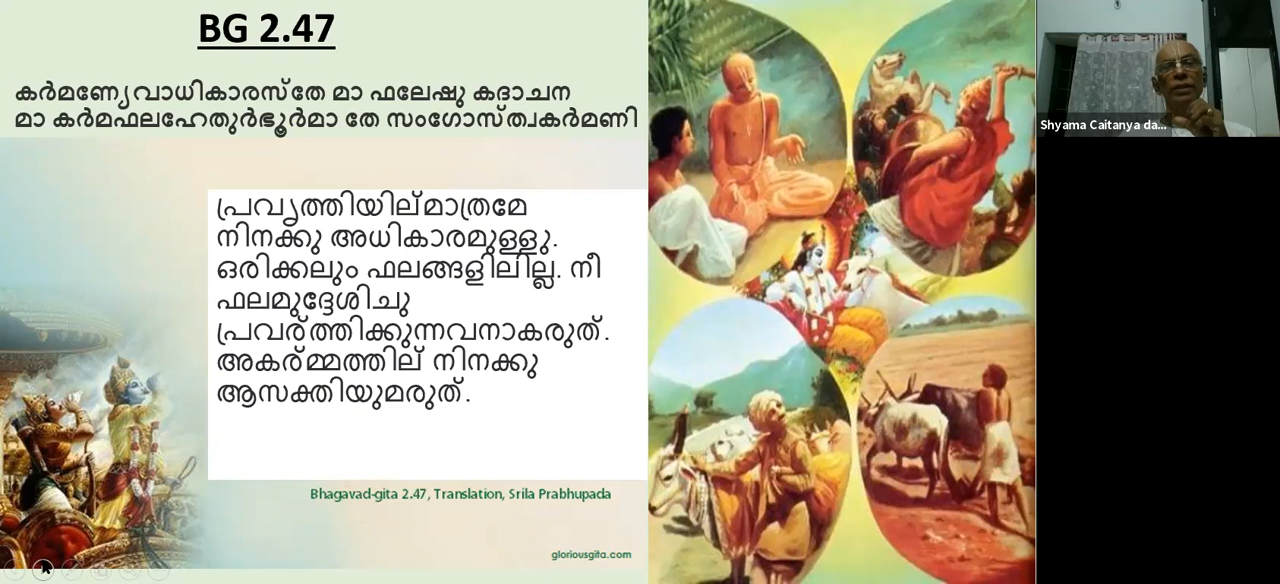 BG 2.47
കർമണ്യേവാധികാരസ്തേ മാ ഫലേഷു കദാചന
മാ കർമഫലഹേതുർഭൂർമാ തേ സംഗോസ്ത്വകർമണി
പ്രവൃത്തിയില്മാത്രമേ
നിനക്കു അധികാരമുള്ളു.
ഒരിക്കലും ഫലങ്ങളിലില്ല. നീ
ഫലമുദ്ദേശിചു
പ്രവര്ത്തിക്കുന്നവനാകരുത്.
അകര്മ്മത്തില് നിനക്കു
ആസക്തിയുമരുത്.
Bhagavad-gita 2.47, Translation, Srila Prabhupada
gloriousgita.com
Shyama Caitanya da...